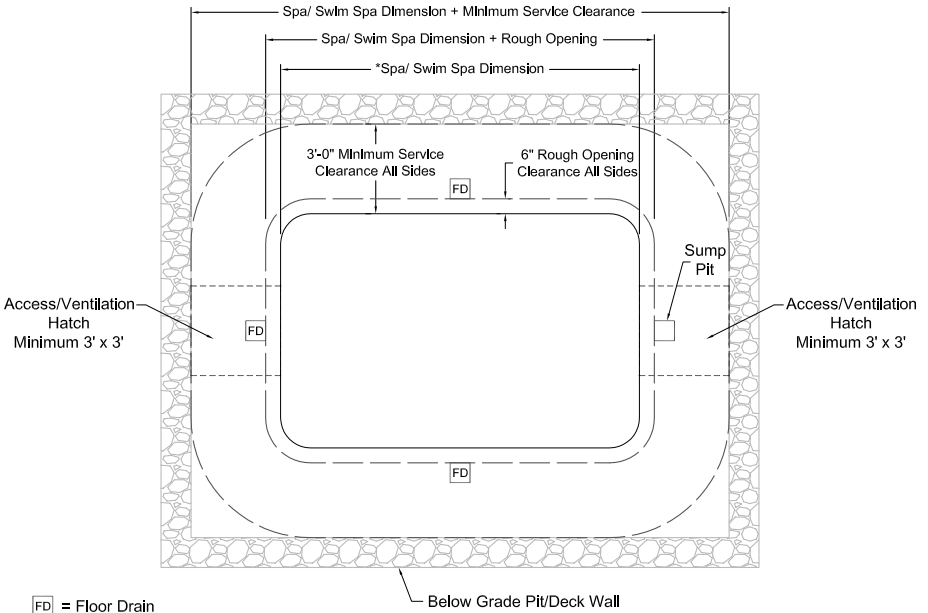 Spa/ Swim Spa Dimension + Minimum Service Clearance
Spa/ Swim Spa Dimension + Rough Opening
*Spa/ Swim Spa Dimension
3'-0" Minimum Service
Clearance All Sides
6" Rough Opening
Clearance All Sides
FD
Sump
Pit
Access/Ventilation
Hatch
Minimum 3' x 3'
FD
Access/Ventilation
Hatch
Minimum 3' x 3'
FD
FD = Floor Drain
Below Grade Pit/Deck Wall